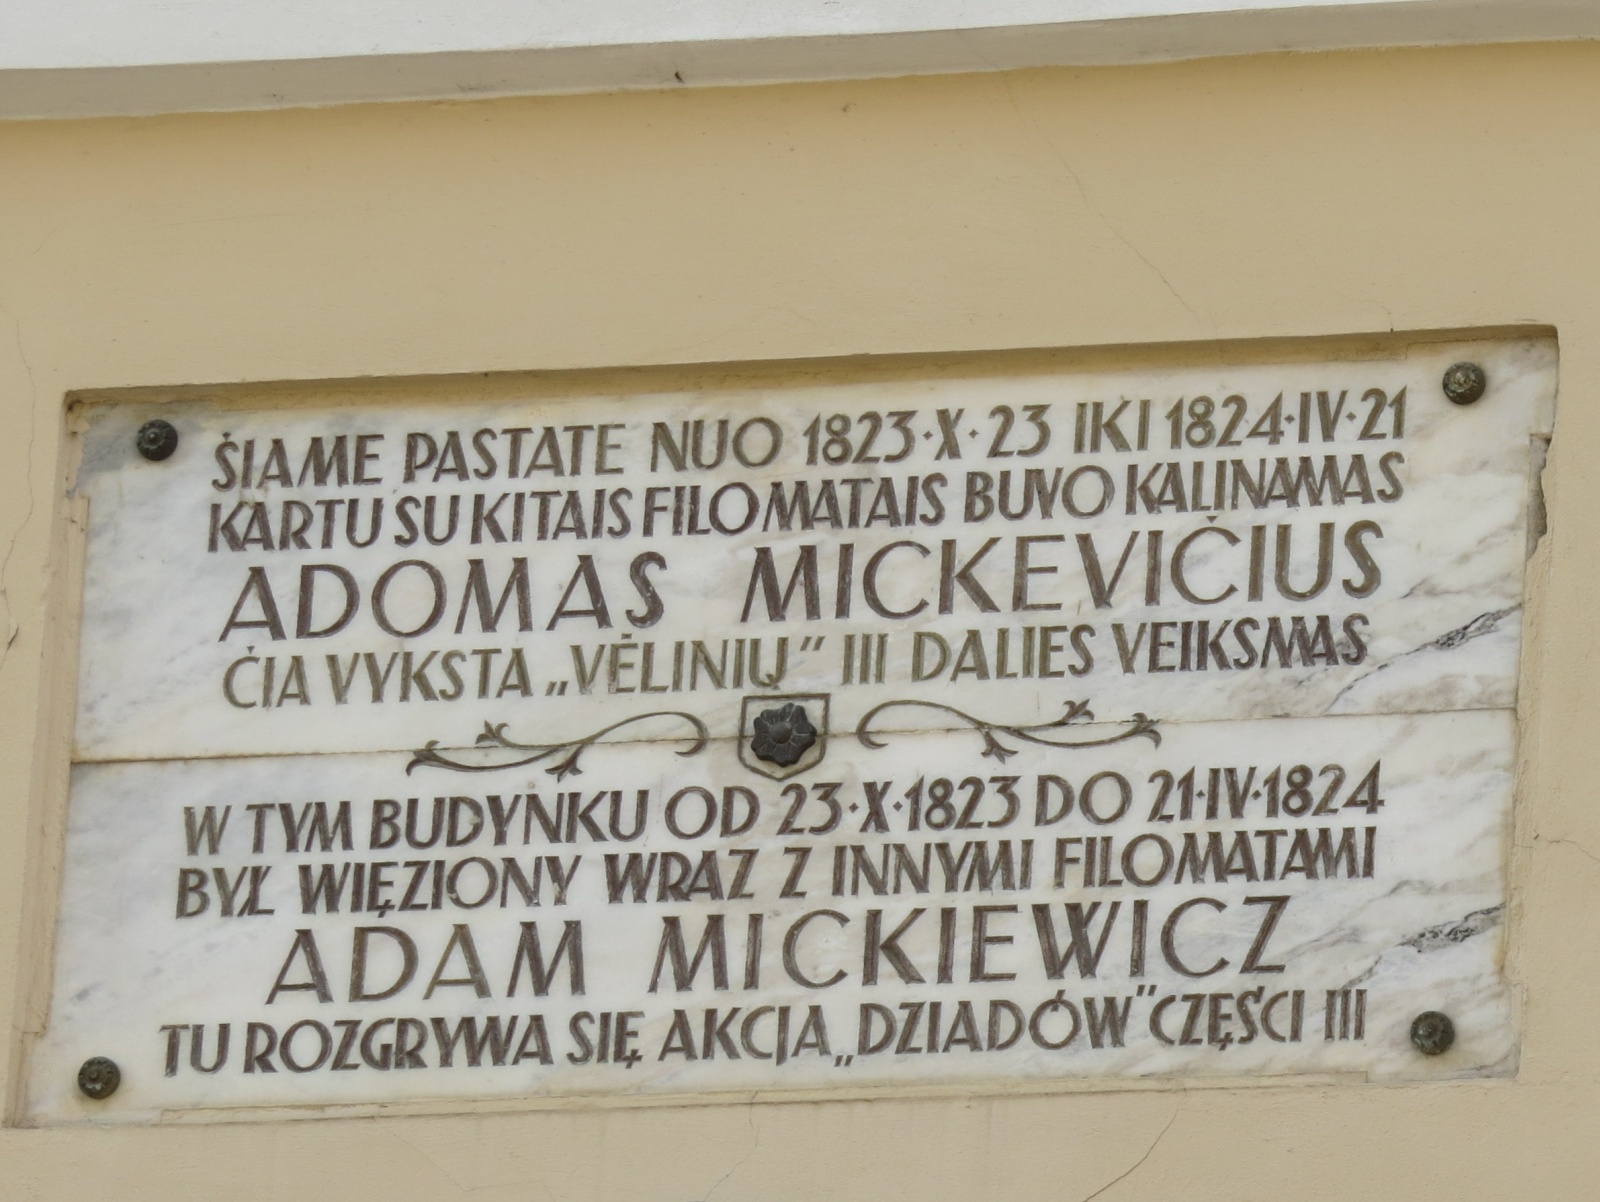 ŠIAME PASTATE NUO 1823·X·23 IKI 1824·IV·21
KARTU SU KITAIS FILOMATAIS BUVO KALINAMAS
ADOMAS MICKEVIČIUS
ČIA VYKSTA „VĖLINIŲ” III DALIES VEIKSMAS
W TYM BUDYNKU OD 23·X·1823 DO 21·IV·1824
BYŁ WIĘZIONY WRAZ Z INNYMI FILOMATAMI
ADAM MICKIEWICZ
TU ROZGRYWA SIĘ AKCJA „DZIADÓW” CZĘŚCI III